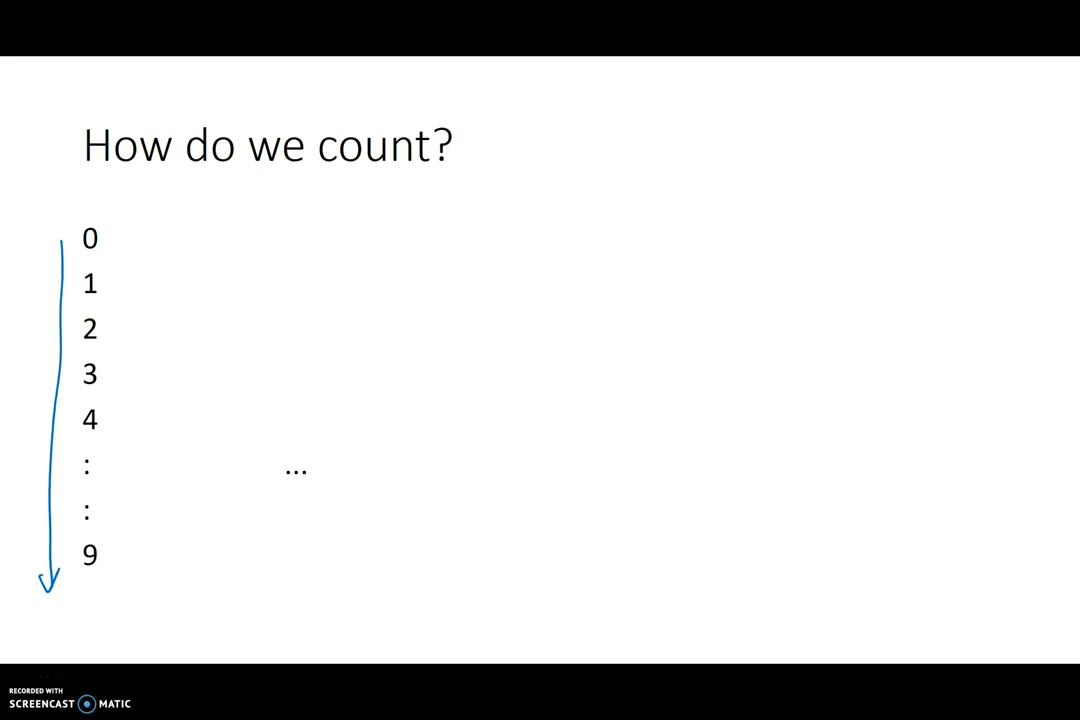 How do we count?
0
1
2
3
4
: ...
:
9
RECORDED WITH
SCREENCAST MATIC